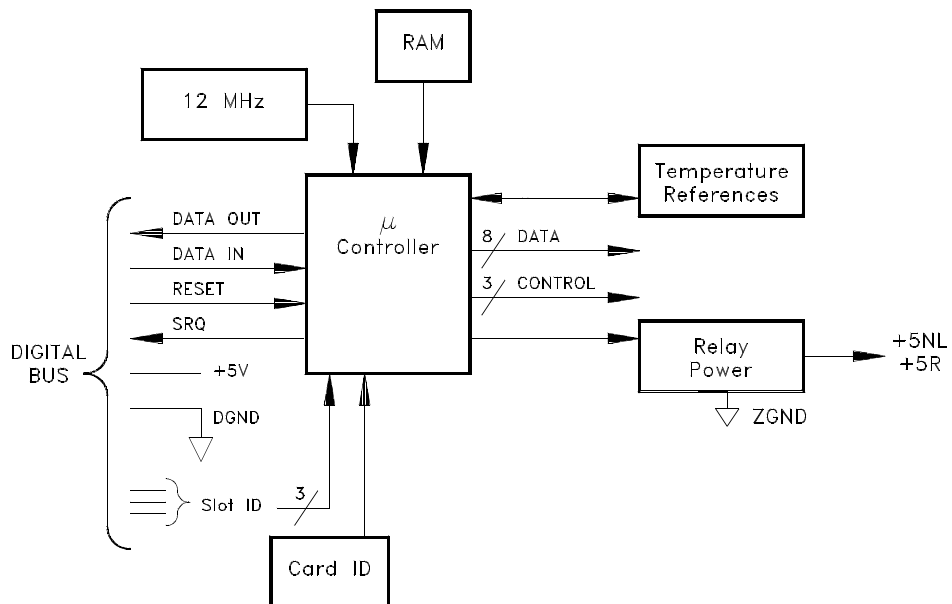 RAM
12 MHz
Temperature
References
μ
Controller
DATA OUT
8 DATA
DATA IN
3 CONTROL
RESET
SRQ
DIGITAL
BUS
+5V
Relay
Power
+5NL
+5R
DGND
ZGND
Slot ID
3
Card ID